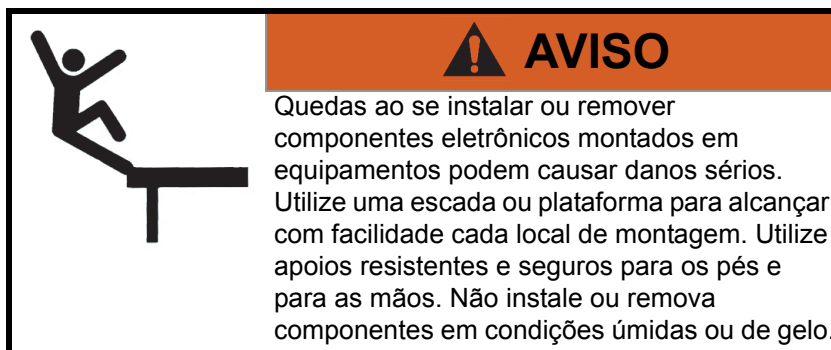 AVISO
Quedas ao se instalar ou remover
componentes eletrônicos montados em
equipamentos podem causar danos sérios.
Utilize uma escada ou plataforma para alcançar
com facilidade cada local de montagem. Utilize
apoios resistentes e seguros para os pés e
para as mãos. Não instale ou remova
componentes em condições úmidas ou de gelo.